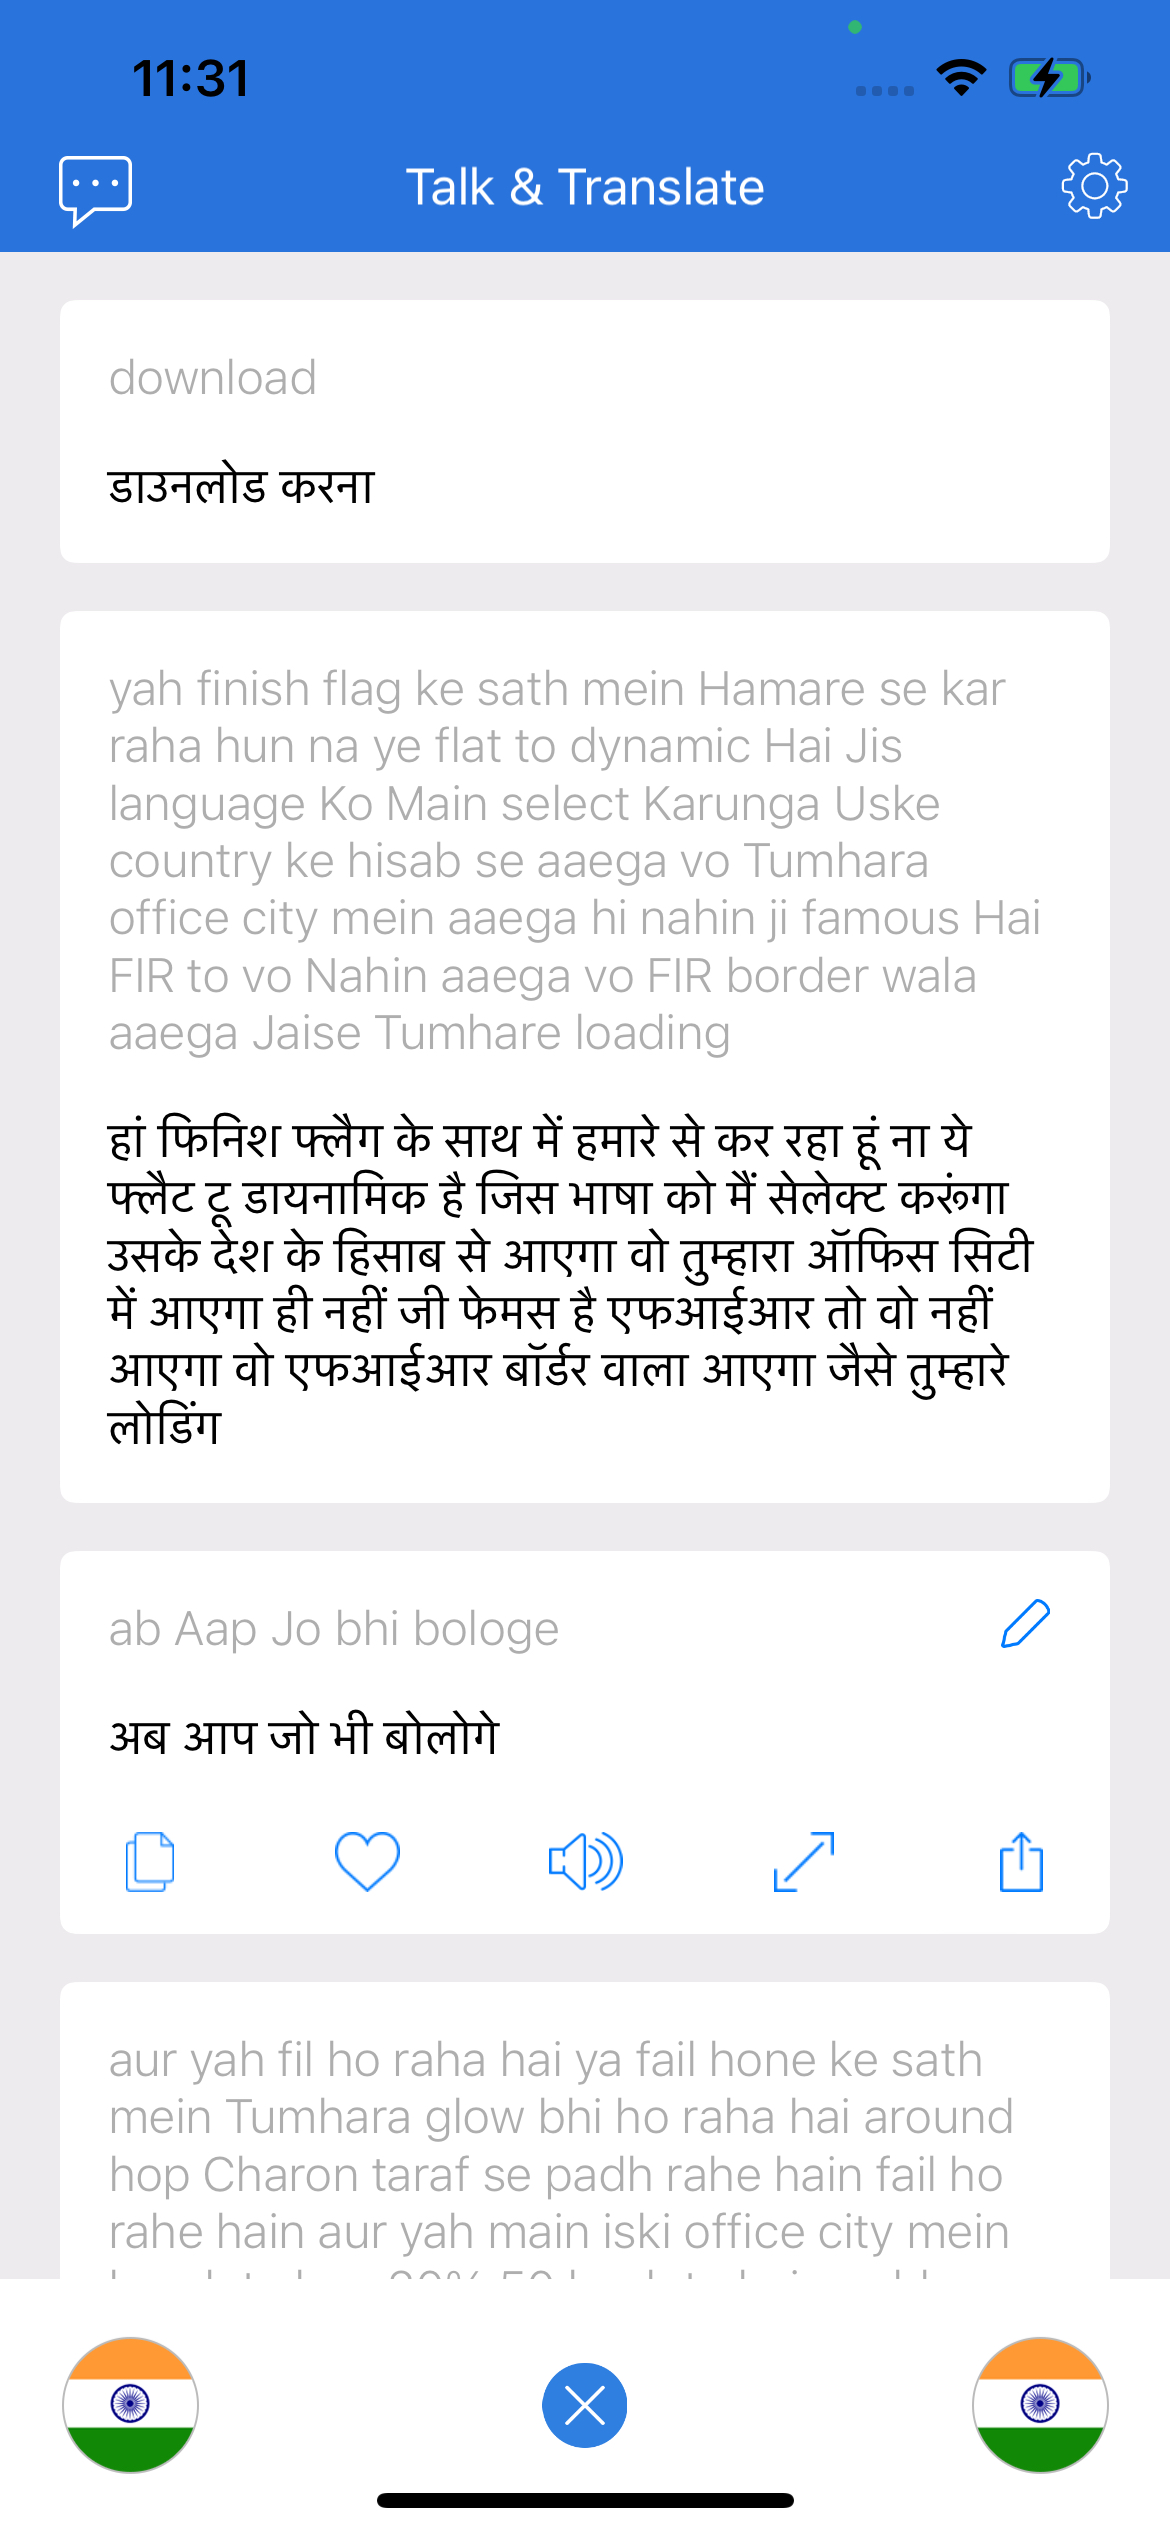 11:31
Talk & Translate
download
डाउनलोड करना
yah finish flag ke sath mein Hamare se kar
raha hun na ye flat to dynamic Hai Jis
language Ko Main select Karunga Uske
country ke hisab se aaega vo Tumhara
office city mein aaega hi nahin ji famous Hai
FIR to vo Nahin aaega vo FIR border wala
aaega Jaise Tumhare loading
हां फिनिश फ्लैग के साथ में हमारे से कर रहा हूं ना ये
फ्लैट टू डायनामिक है जिस भाषा को मैं सेलेक्ट करूंगा
उसके देश के हिसाब से आएगा वो तुम्हारा ऑफिस सिटी
में आएगा ही नहीं जी फेमस है एफआईआर तो वो नहीं
आएगा वो एफआईआर बॉर्डर वाला आएगा जैसे तुम्हारे
लोडिंग
ab Aap Jo bhi bologe
अब आप जो भी बोलोगे
aur yah fil ho raha hai ya fail hone ke sath
mein Tumhara glow bhi ho raha hai around
hop Charon taraf se padh rahe hain fail ho
rahe hain aur yah main iski office city mein